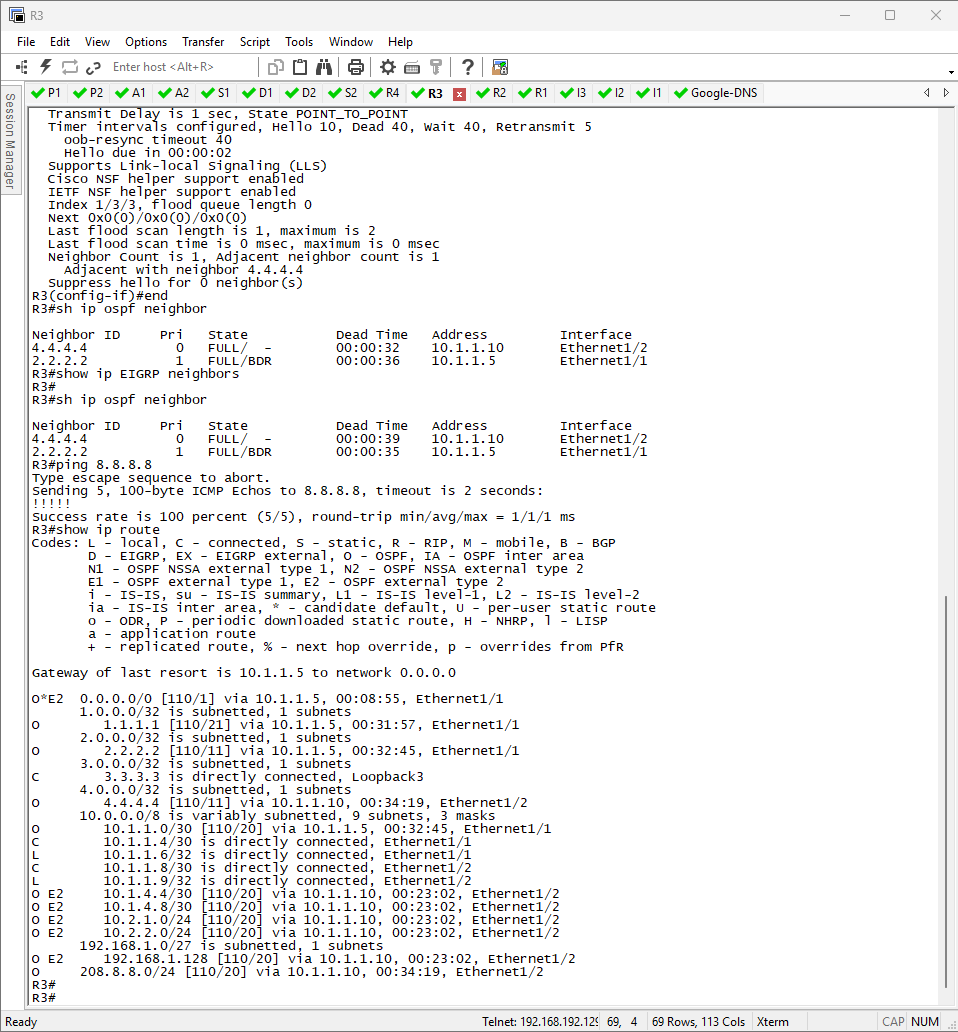 R3
File Edit View Options Transfer Script Tools Window Help
Enter host <Alt+R>
P1 P2 A1 A2 S1 D1 D2 S2 R4 R3 R2 R1 I3 I2 I1 Google-DNS
Session Manager
Transmit Delay is 1 sec, State POINT_TO_POINT
Timer intervals configured, Hello 10, Dead 40, Wait 40, Retransmit 5
oob-resync timeout 40
Hello due in 00:00:02
Supports Link-local Signaling (LLS)
Cisco NSF helper support enabled
IETF NSF helper support enabled
Index 1/3/3, flood queue length 0
Next 0x0(0)/0x0(0)/0x0(0)
Last flood scan length is 1, maximum is 2
Last flood scan time is 0 msec, maximum is 0 msec
Neighbor Count is 1, Adjacent neighbor count is 1
Adjacent with neighbor 4.4.4.4
Suppress hello for 0 neighbor(s)
R3(config-if)#end
R3#sh ip ospf neighbor
Neighbor ID Pri State Dead Time Address Interface
4.4.4.4 0 FULL/ - 00:00:32 10.1.1.10 Ethernet1/2
2.2.2.2 1 FULL/BDR 00:00:36 10.1.1.5 Ethernet1/1
R3#show ip EIGRP neighbors
R3#
R3#sh ip ospf neighbor
Neighbor ID Pri State Dead Time Address Interface
4.4.4.4 0 FULL/ - 00:00:39 10.1.1.10 Ethernet1/2
2.2.2.2 1 FULL/BDR 00:00:35 10.1.1.5 Ethernet1/1
R3#ping 8.8.8.8
Type escape sequence to abort.
Sending 5, 100-byte ICMP Echos to 8.8.8.8, timeout is 2 seconds:
!!!!!
Success rate is 100 percent (5/5), round-trip min/avg/max = 1/1/1 ms
R3#show ip route
Codes: L - local, C - connected, S - static, R - RIP, M - mobile, B - BGP
D - EIGRP, EX - EIGRP external, O - OSPF, IA - OSPF inter area
N1 - OSPF NSSA external type 1, N2 - OSPF NSSA external type 2
E1 - OSPF external type 1, E2 - OSPF external type 2
i - IS-IS, su - IS-IS summary, L1 - IS-IS level-1, L2 - IS-IS level-2
ia - IS-IS inter area, * - candidate default, U - per-user static route
o - ODR, P - periodic downloaded static route, H - NHRP, l - LISP
a - application route
+ - replicated route, % - next hop override, p - overrides from PfR
Gateway of last resort is 10.1.1.5 to network 0.0.0.0
O*E2 0.0.0.0/0 [110/1] via 10.1.1.5, 00:08:55, Ethernet1/1
1.0.0.0/32 is subnetted, 1 subnets
O 1.1.1.1 [110/21] via 10.1.1.5, 00:31:57, Ethernet1/1
2.0.0.0/32 is subnetted, 1 subnets
O 2.2.2.2 [110/11] via 10.1.1.5, 00:32:45, Ethernet1/1
3.0.0.0/32 is subnetted, 1 subnets
C 3.3.3.3 is directly connected, Loopback3
4.0.0.0/32 is subnetted, 1 subnets
O 4.4.4.4 [110/11] via 10.1.1.10, 00:34:19, Ethernet1/2
10.0.0.0/8 is variably subnetted, 9 subnets, 3 masks
O 10.1.1.0/30 [110/20] via 10.1.1.5, 00:32:45, Ethernet1/1
C 10.1.1.4/30 is directly connected, Ethernet1/1
L 10.1.1.6/32 is directly connected, Ethernet1/1
C 10.1.1.8/30 is directly connected, Ethernet1/2
L 10.1.1.9/32 is directly connected, Ethernet1/2
O E2 10.1.4.4/30 [110/20] via 10.1.1.10, 00:23:02, Ethernet1/2
O E2 10.1.4.8/30 [110/20] via 10.1.1.10, 00:23:02, Ethernet1/2
O E2 10.2.1.0/24 [110/20] via 10.1.1.10, 00:23:02, Ethernet1/2
O E2 10.2.2.0/24 [110/20] via 10.1.1.10, 00:23:02, Ethernet1/2
192.168.1.0/27 is subnetted, 1 subnets
O E2 192.168.1.128 [110/20] via 10.1.1.10, 00:23:02, Ethernet1/2
O 208.8.8.0/24 [110/20] via 10.1.1.10, 00:34:19, Ethernet1/2
R3#
R3#
Ready Telnet: 192.168.192.129 69, 4 69 Rows, 113 Cols Xterm CAP NUM